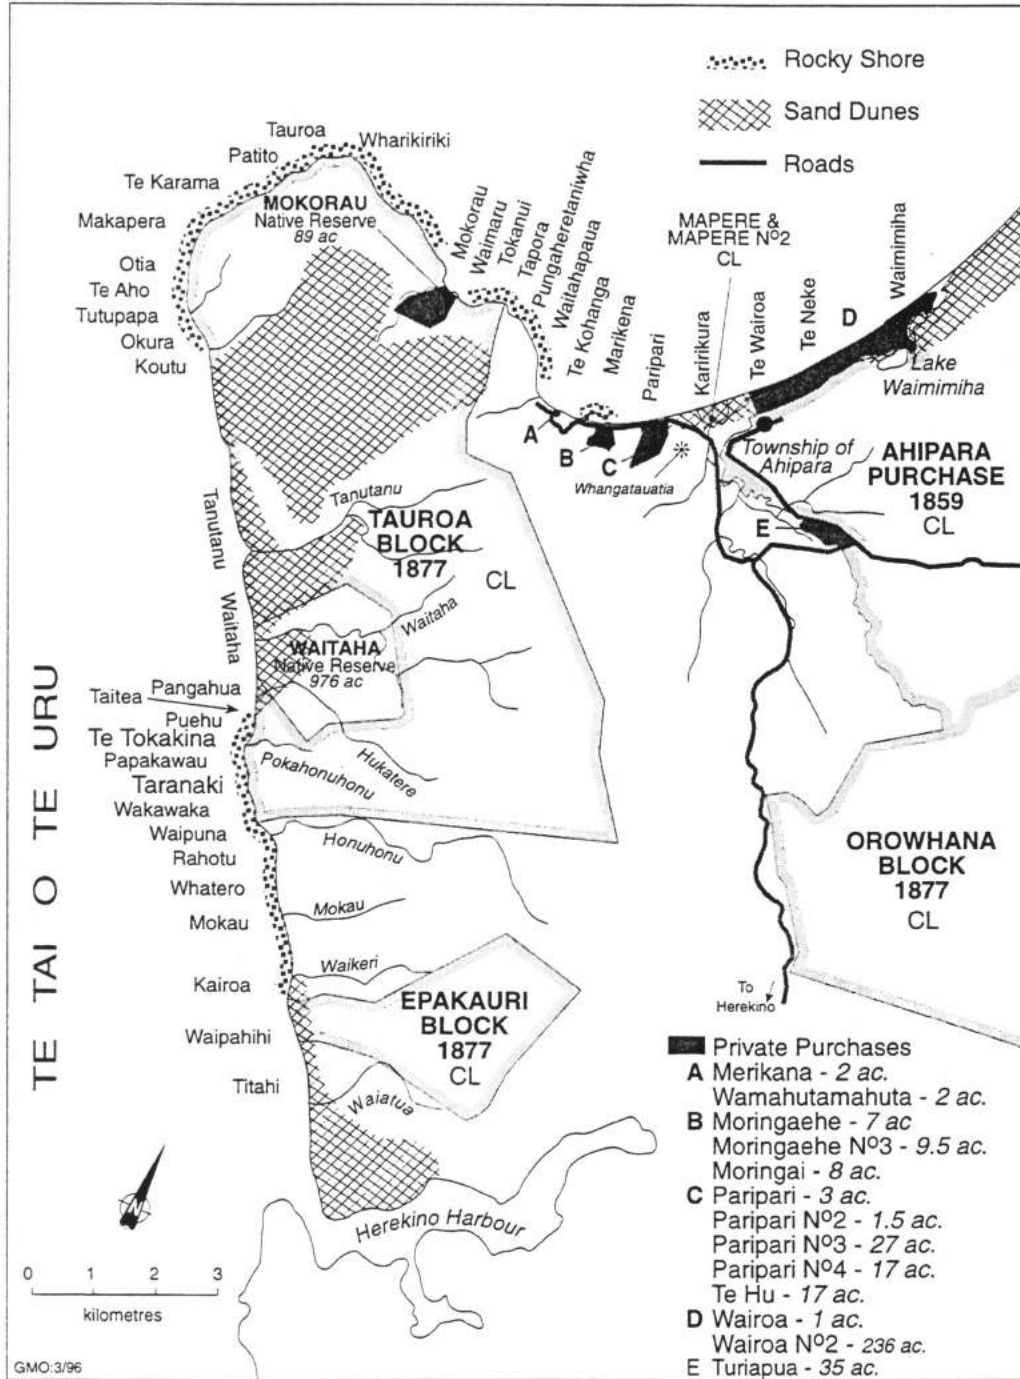 Rocky Shore
Sand Dunes
Roads
Tauroa
Patito
Wharikiriki
Te Karama
Makapera
MOKORAU
Native Reserve
89 ac
Otia
Te Aho
Tutupapa
Okura
Koutu
Mokorau
Waimaru
Tokanui
Tapora
Pungaheretaniwha
Waitahapaua
Te Kohanga
Marikena
Paripari
Karirikura
MAPERE &
MAPERE Nº2
CL
Te Wairoa
Te Neke
Waimimiha
D
Lake
Waimimiha
A
B
C
Whangatauatia
Township of
Ahipara
AHIPARA
PURCHASE
1859
CL
E
Tanutanu
Tanutanu
TAUROA
BLOCK
1877
CL
Waitaha
Waitaha
WAITAHA
Native Reserve
976 ac
TE TAI O TE URU
Taitea
Pangahua
Puehu
Te Tokakina
Papakawau
Taranaki
Wakawaka
Waipuna
Rahotu
Whatero
Mokau
Kairoa
Waipahihi
Titahi
Hukatere
Pokahonuhonu
Honuhonu
Mokau
Waikeri
EPAKAURI
BLOCK
1877
CL
Waiatua
OROWHANA
BLOCK
1877
CL
To
Herekino
Herekino Harbour
N
0 1 2 3
kilometres
Private Purchases
A Merikana - 2 ac.
Wamahutamahuta - 2 ac.
B Moringaehe - 7 ac
Moringaehe Nº3 - 9.5 ac.
Moringai - 8 ac.
C Paripari - 3 ac.
Paripari Nº2 - 1.5 ac.
Paripari Nº3 - 27 ac.
Paripari Nº4 - 17 ac.
Te Hu - 17 ac.
D Wairoa - 1 ac.
Wairoa Nº2 - 236 ac.
E Turiapua - 35 ac.
GMO:3/96